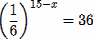 (1/6)^{15-x} = 36